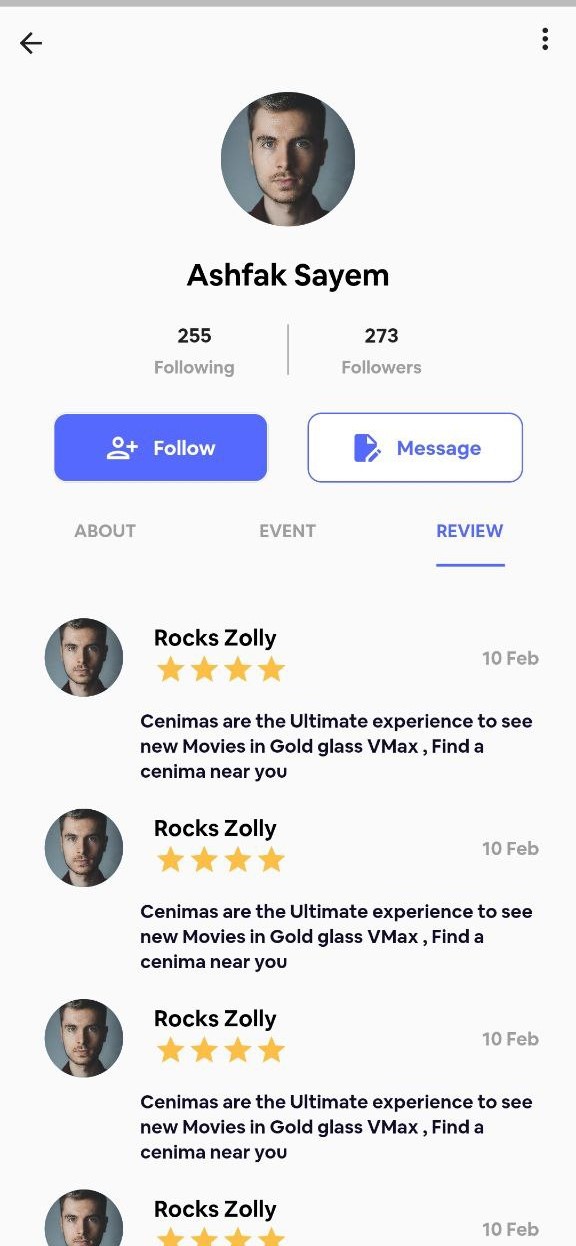 Ashfak Sayem
255
Following
273
Followers
Follow
Message
ABOUT
EVENT
REVIEW
Rocks Zolly
10 Feb
Cenimas are the Ultimate experience to see
new Movies in Gold glass VMax , Find a
cenima near you
Rocks Zolly
10 Feb
Cenimas are the Ultimate experience to see
new Movies in Gold glass VMax , Find a
cenima near you
Rocks Zolly
10 Feb
Cenimas are the Ultimate experience to see
new Movies in Gold glass VMax , Find a
cenima near you
Rocks Zolly
10 Feb